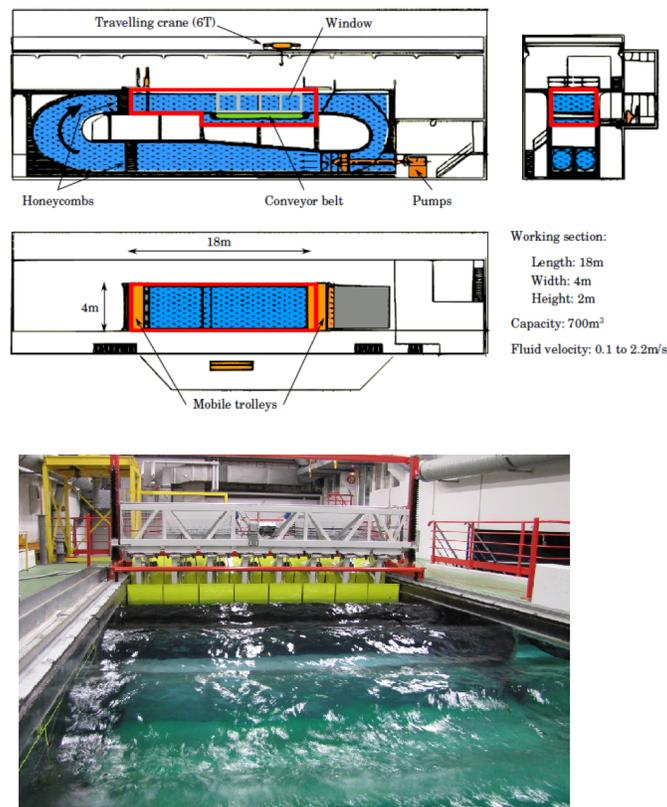 Travelling crane (6T)
Window
Honeycombs
Conveyor belt
Pumps
18m
4m
Mobile trolleys
Working section:
Length: 18m
Width: 4m
Height: 2m
Capacity: 700m³
Fluid velocity: 0.1 to 2.2m/s